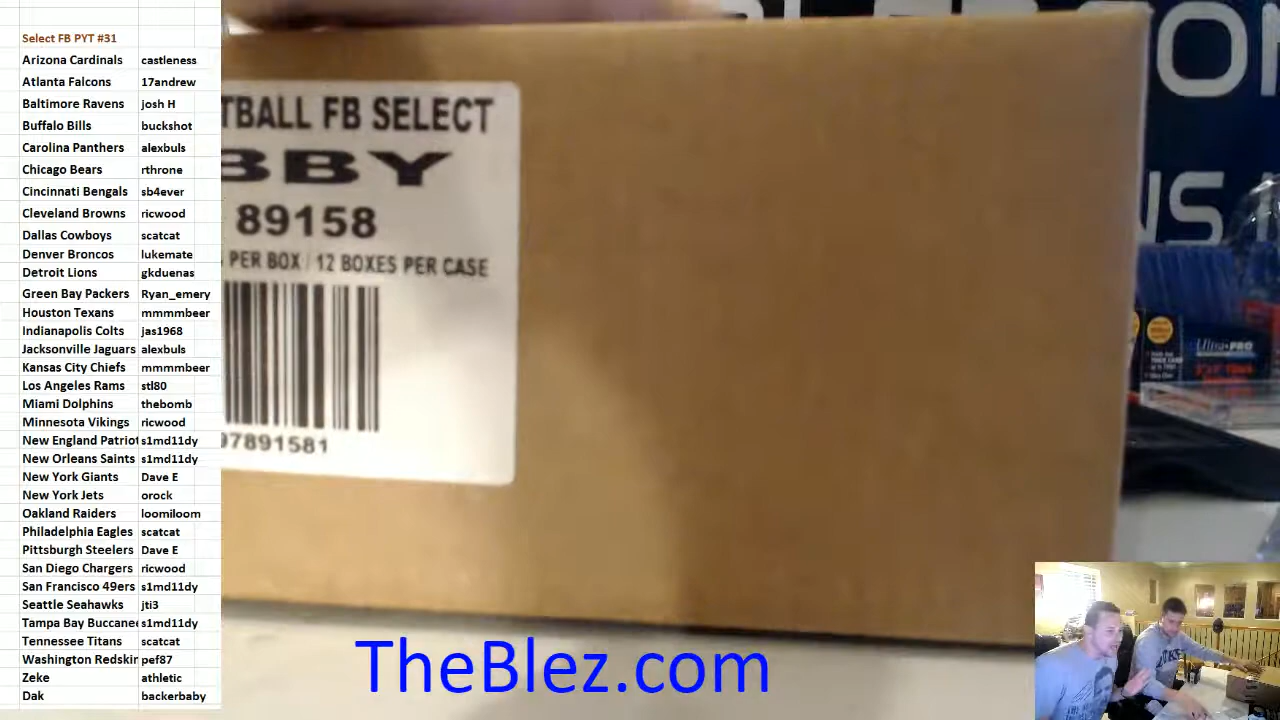 Select FB PYT #31
Arizona Cardinals castleness
Atlanta Falcons 17andrew
Baltimore Ravens josh H
Buffalo Bills buckshot
Carolina Panthers alexbuls
Chicago Bears rthrone
Cincinnati Bengals sb4ever
Cleveland Browns ricwood
Dallas Cowboys scatcat
Denver Broncos lukemate
Detroit Lions gkduenas
Green Bay Packers Ryan_emery
Houston Texans mmmmbeer
Indianapolis Colts jas1968
Jacksonville Jaguars alexbuls
Kansas City Chiefs mmmmbeer
Los Angeles Rams stl80
Miami Dolphins thebomb
Minnesota Vikings ricwood
New England Patriot s1md11dy
New Orleans Saints s1md11dy
New York Giants Dave E
New York Jets orock
Oakland Raiders loomiloom
Philadelphia Eagles scatcat
Pittsburgh Steelers Dave E
San Diego Chargers ricwood
San Francisco 49ers s1md11dy
Seattle Seahawks jti3
Tampa Bay Buccanee s1md11dy
Tennessee Titans scatcat
Washington Redskin pef87
Zeke athletic
Dak backerbaby
TBALL FB SELECT
BBY
89158
PER BOX / 12 BOXES PER CASE
97891581
Ultra PRO
TheBlez.com